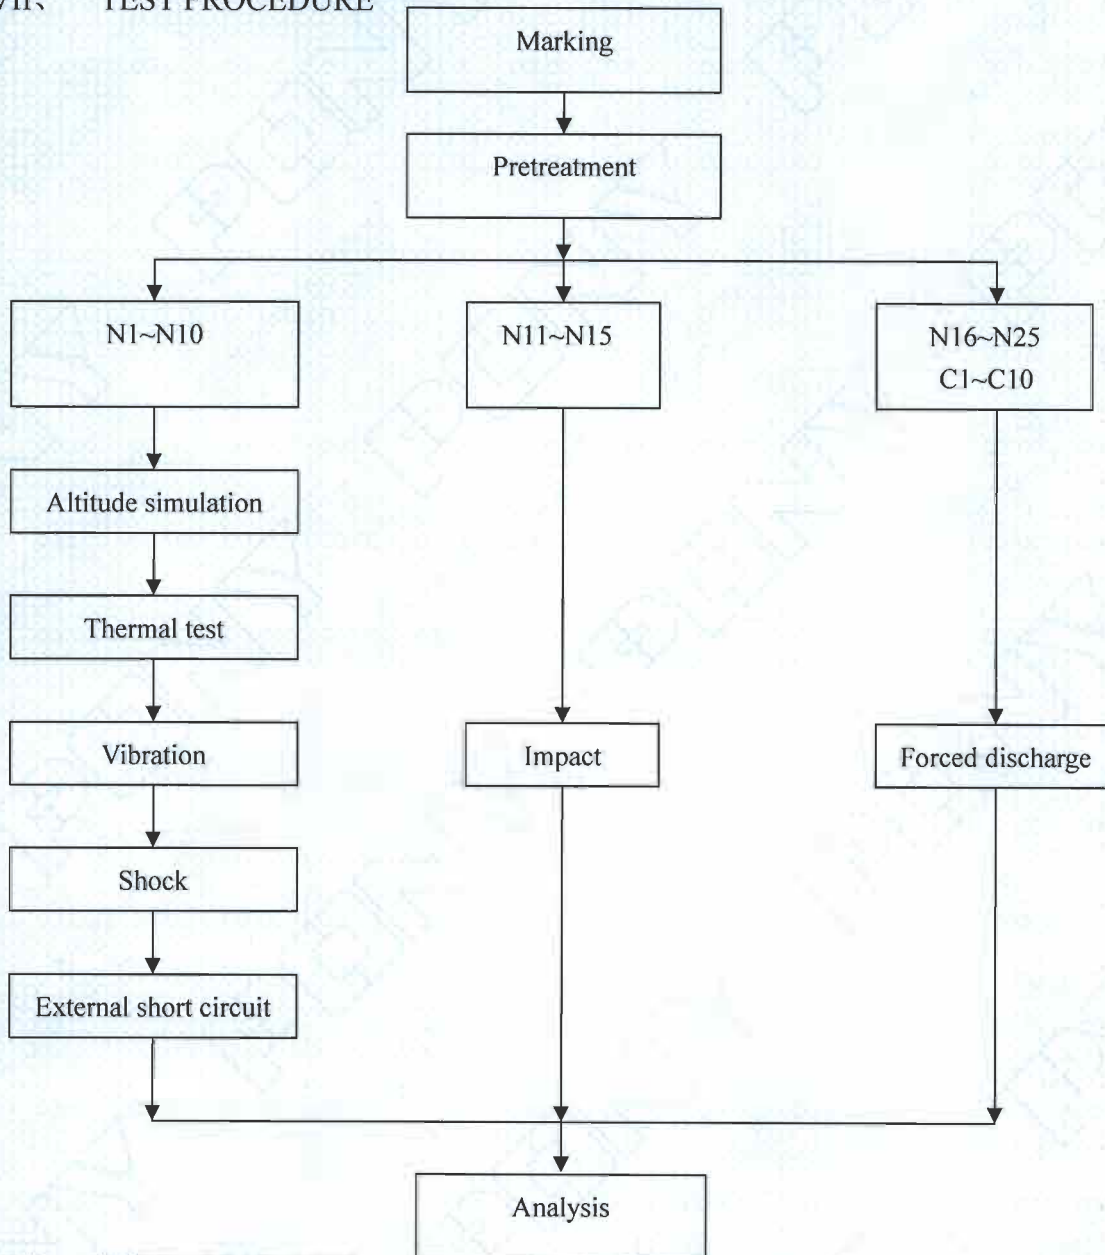 TEST PROCEDURE
Marking
Pretreatment
N1~N10
N11~N15
N16~N25
C1~C10
Altitude simulation
Thermal test
Vibration
Impact
Forced discharge
Shock
External short circuit
Analysis